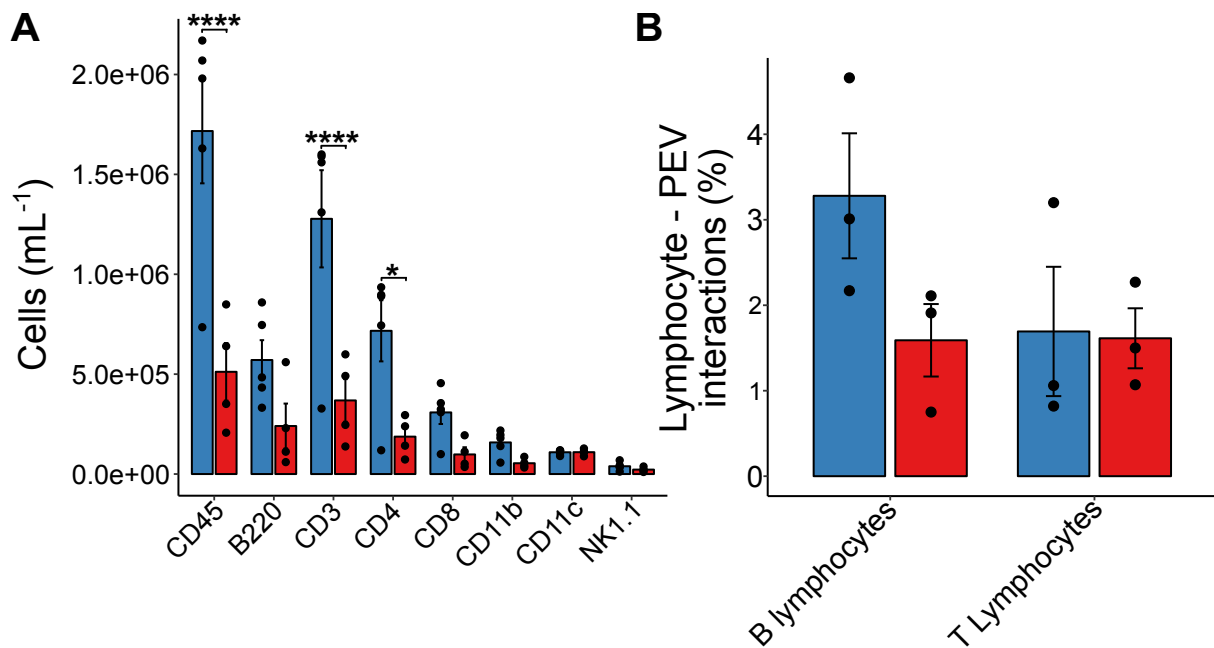 A
Cells (mL⁻¹)
2.0e+06
1.5e+06
1.0e+06
5.0e+05
0.0e+00
****
****
*
CD45
B220
CD3
CD4
CD8
CD11b
CD11c
NK1.1
B
Lymphocyte - PEV
interactions (%)
4
3
2
1
0
B lymphocytes
T Lymphocytes